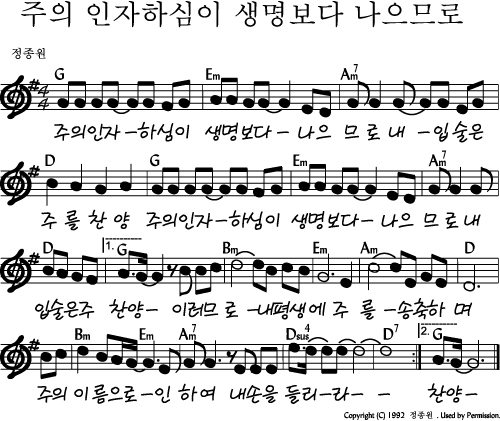 주의 인자하심이 생명보다 나으므로
정종원
G Em Am7
4 4
주의인자-하심이 생명보다-나으 므로내-입술은
D G Em Am7
주를찬양 주의인자-하심이 생명보다-나으 므로내
D 1. G Bm Em Am D
입술은주 찬양- 이러므로-내평생에주 를-송축하며
Bm Em Am7 Dsus4 D7 2. G
주의이름으로-인하여 내손을들리라- - 찬양-
Copyright (C) 1992 정종원 . Used by Permission.